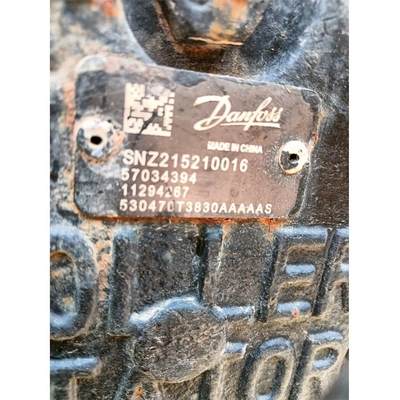 Danfoss
MADE IN CHINA
SNZ215210016
57034394
11294267
530470T3830AAAAAS